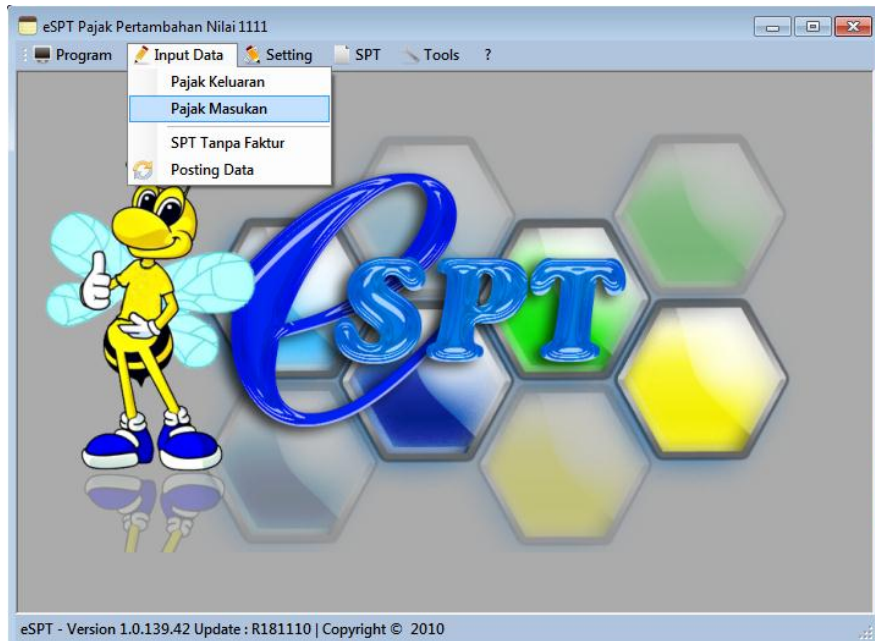 eSPT Pajak Pertambahan Nilai 1111
Program Input Data Setting SPT Tools ?
Pajak Keluaran
Pajak Masukan
SPT Tanpa Faktur
Posting Data
eSPT
eSPT - Version 1.0.139.42 Update : R181110 | Copyright © 2010